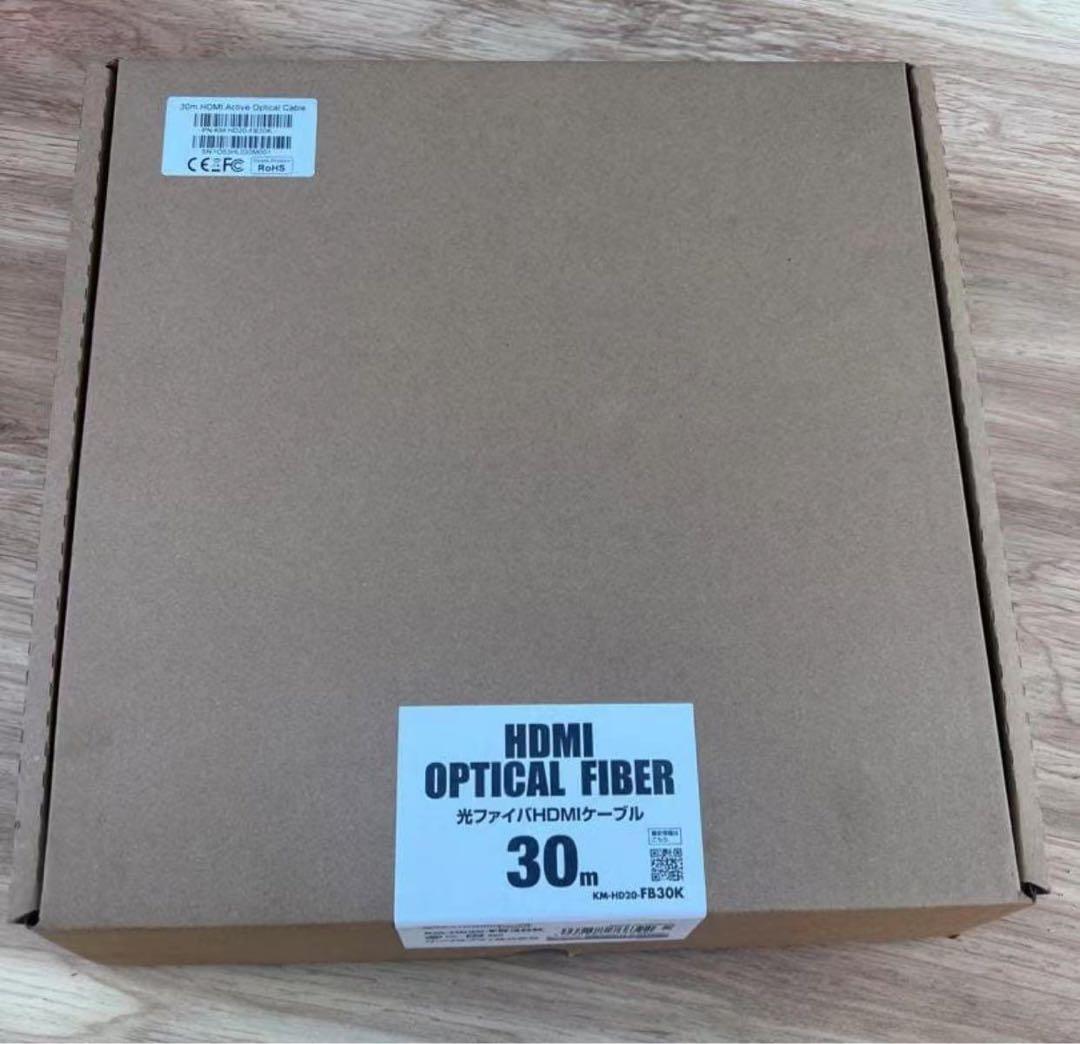 30m HDMI Active Optical Cable
PN:KM-HD20-FB30K
CE FC RoHS
HDMI
OPTICAL FIBER
光ファイバHDMIケーブル
30m
KM-HD20-FB30K